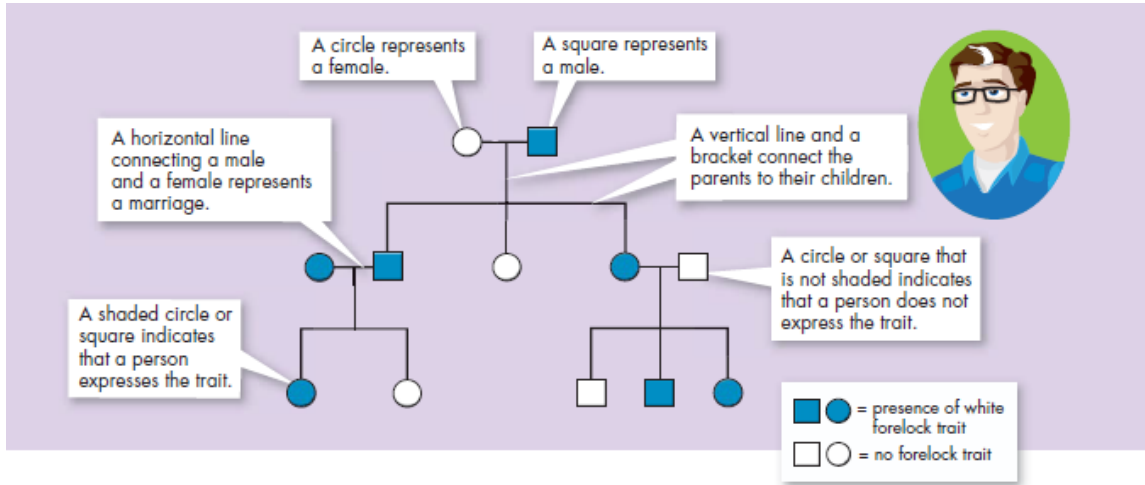 A circle represents
a female.
A square represents
a male.
A horizontal line
connecting a male
and a female represents
a marriage.
A vertical line and a
bracket connect the
parents to their children.
A circle or square that
is not shaded indicates
that a person does not
express the trait.
A shaded circle or
square indicates
that a person
expresses the trait.
= presence of white
forelock trait
= no forelock trait